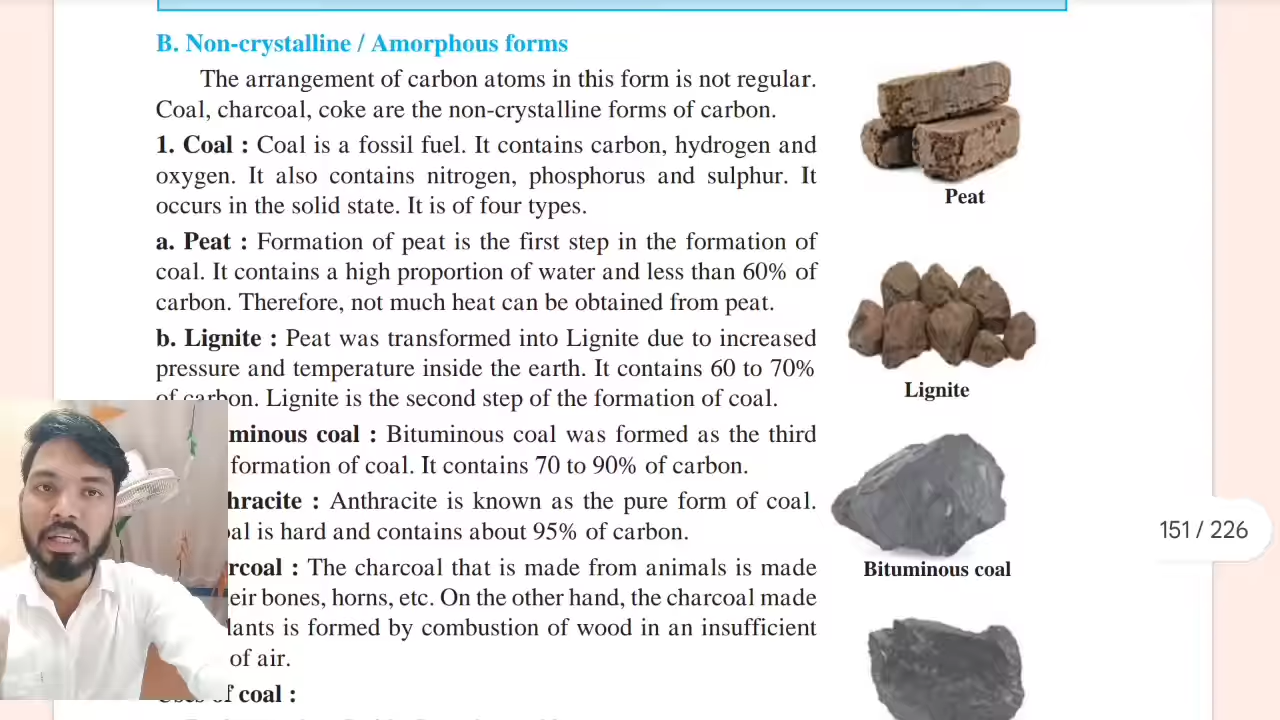 B. Non-crystalline / Amorphous forms
The arrangement of carbon atoms in this form is not regular.
Coal, charcoal, coke are the non-crystalline forms of carbon.
1. Coal : Coal is a fossil fuel. It contains carbon, hydrogen and
oxygen. It also contains nitrogen, phosphorus and sulphur. It
occurs in the solid state. It is of four types.
a. Peat : Formation of peat is the first step in the formation of
coal. It contains a high proportion of water and less than 60% of
carbon. Therefore, not much heat can be obtained from peat.
b. Lignite : Peat was transformed into Lignite due to increased
pressure and temperature inside the earth. It contains 60 to 70%
of carbon. Lignite is the second step of the formation of coal.
minous coal : Bituminous coal was formed as the third
formation of coal. It contains 70 to 90% of carbon.
hracite : Anthracite is known as the pure form of coal.
al is hard and contains about 95% of carbon.
rcoal : The charcoal that is made from animals is made
eir bones, horns, etc. On the other hand, the charcoal made
lants is formed by combustion of wood in an insufficient
of air.
Uses of coal :
Peat
Lignite
Bituminous coal
151 / 226